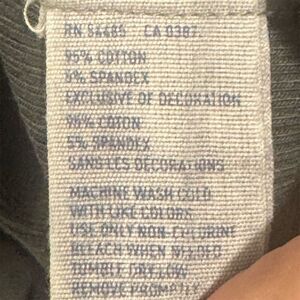 RN 54485 CA 0387.
95% COTTON
5% SPANDEX
EXCLUSIVE OF DECORATION
95% COTON
5% SPANDEX
SANS LES DECORATIONS
MACHINE WASH COLD
WITH LIKE COLORS
USE ONLY NON-CHLORINE
BLEACH WHEN NEEDED
TUMBLE DRY LOW
REMOVE PROMPTLY